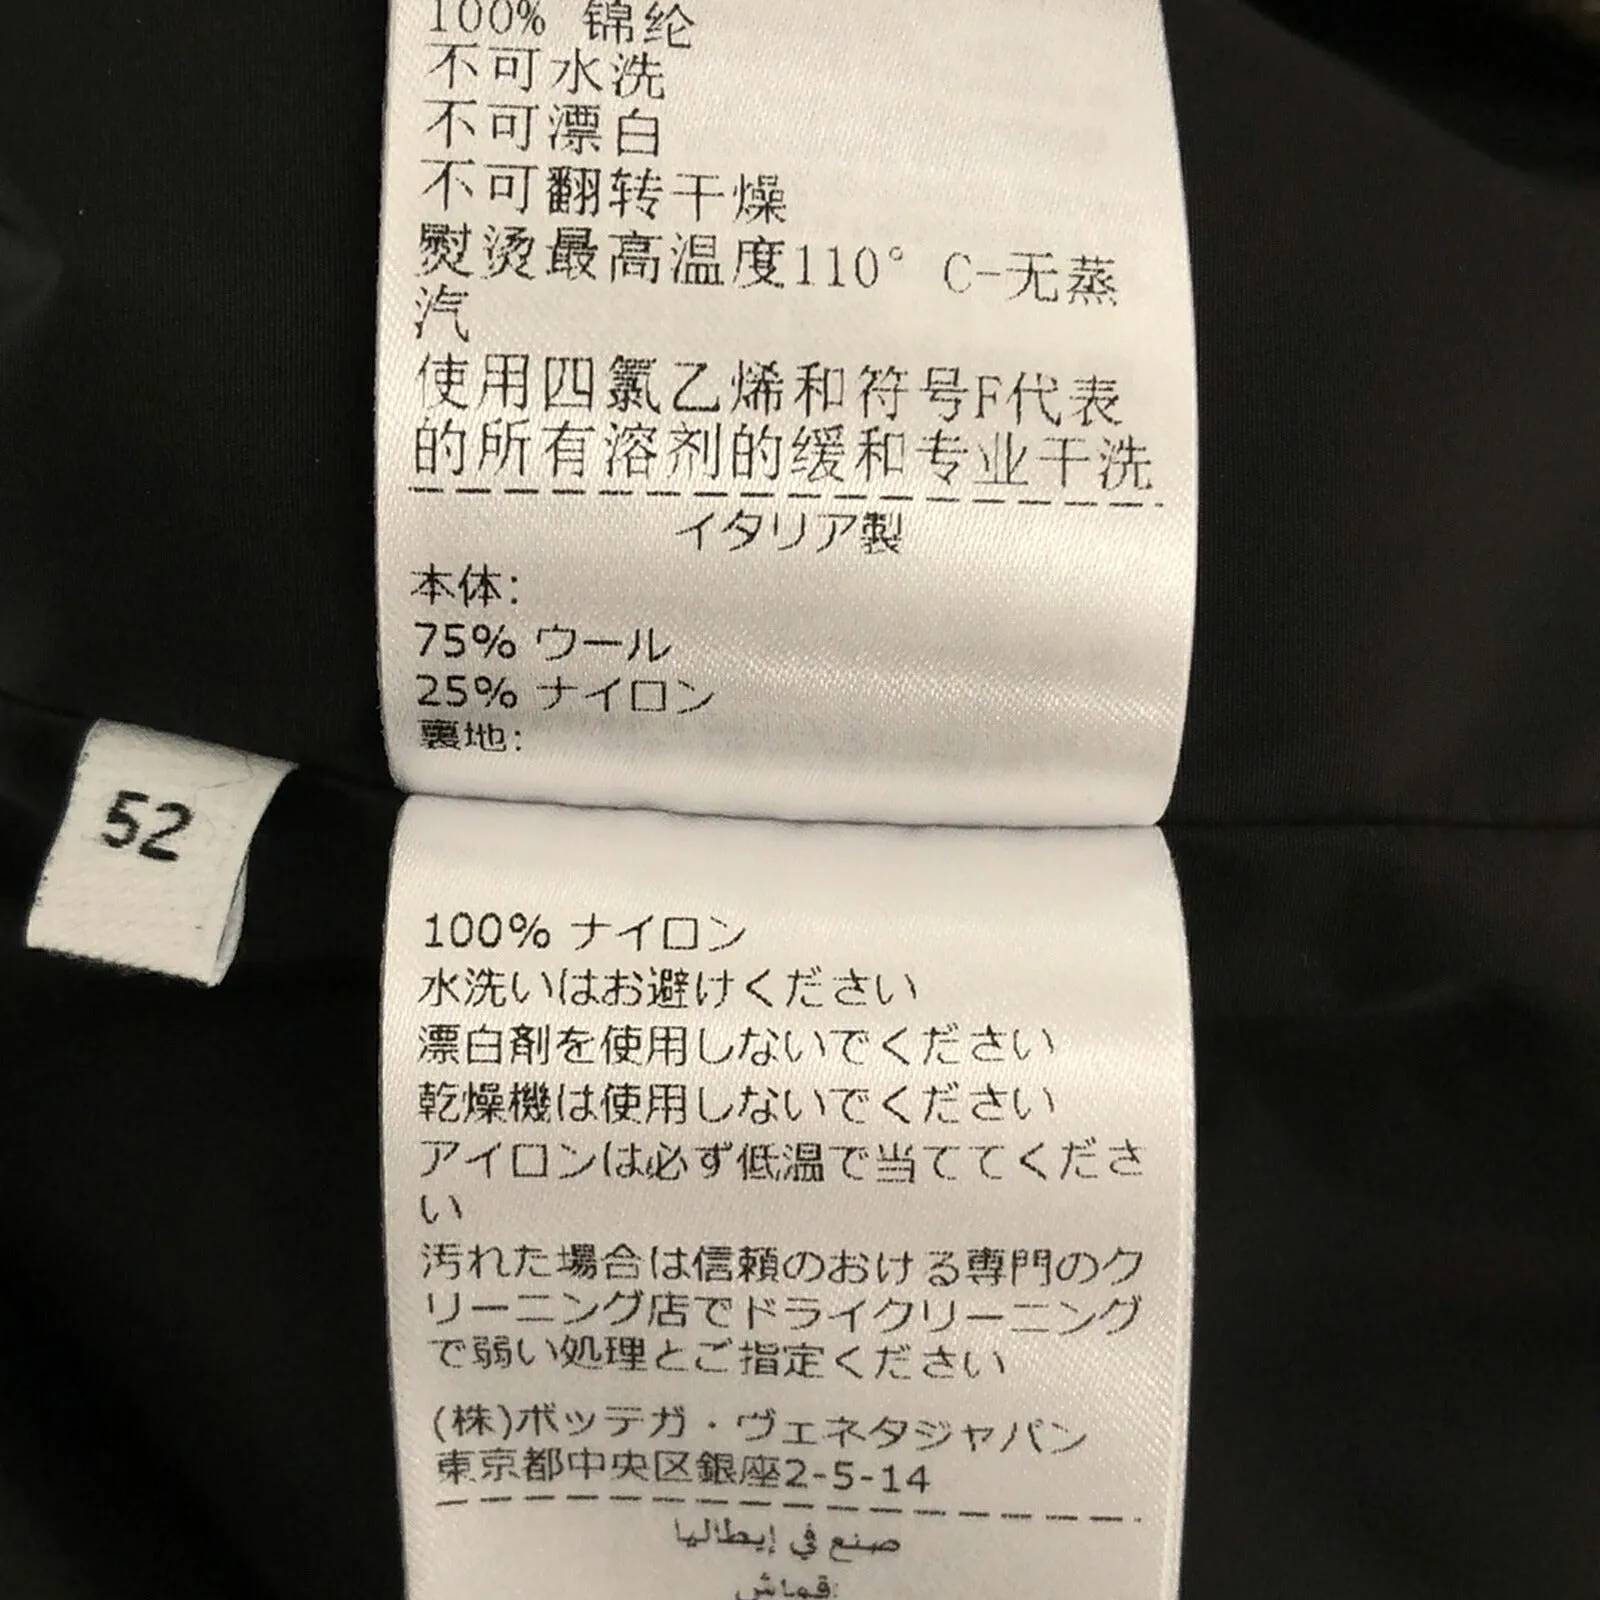 100% 锦纶
不可水洗
不可漂白
不可翻转干燥
熨烫最高温度110° C-无蒸
汽
使用四氯乙烯和符号F代表
的所有溶剂的缓和专业干洗
イタリア製
本体:
75% ウール
25% ナイロン
裏地:
52
100% ナイロン
水洗いはお避けください
漂白剤を使用しないでください
乾燥機は使用しないでください
アイロンは必ず低温で当ててくださ
い
汚れた場合は信頼のおける専門のク
リーニング店でドライクリーニング
で弱い処理とご指定ください
(株)ボッテガ・ヴェネタジャパン
東京都中央区銀座2-5-14
صنع في إيطاليا
قماش: